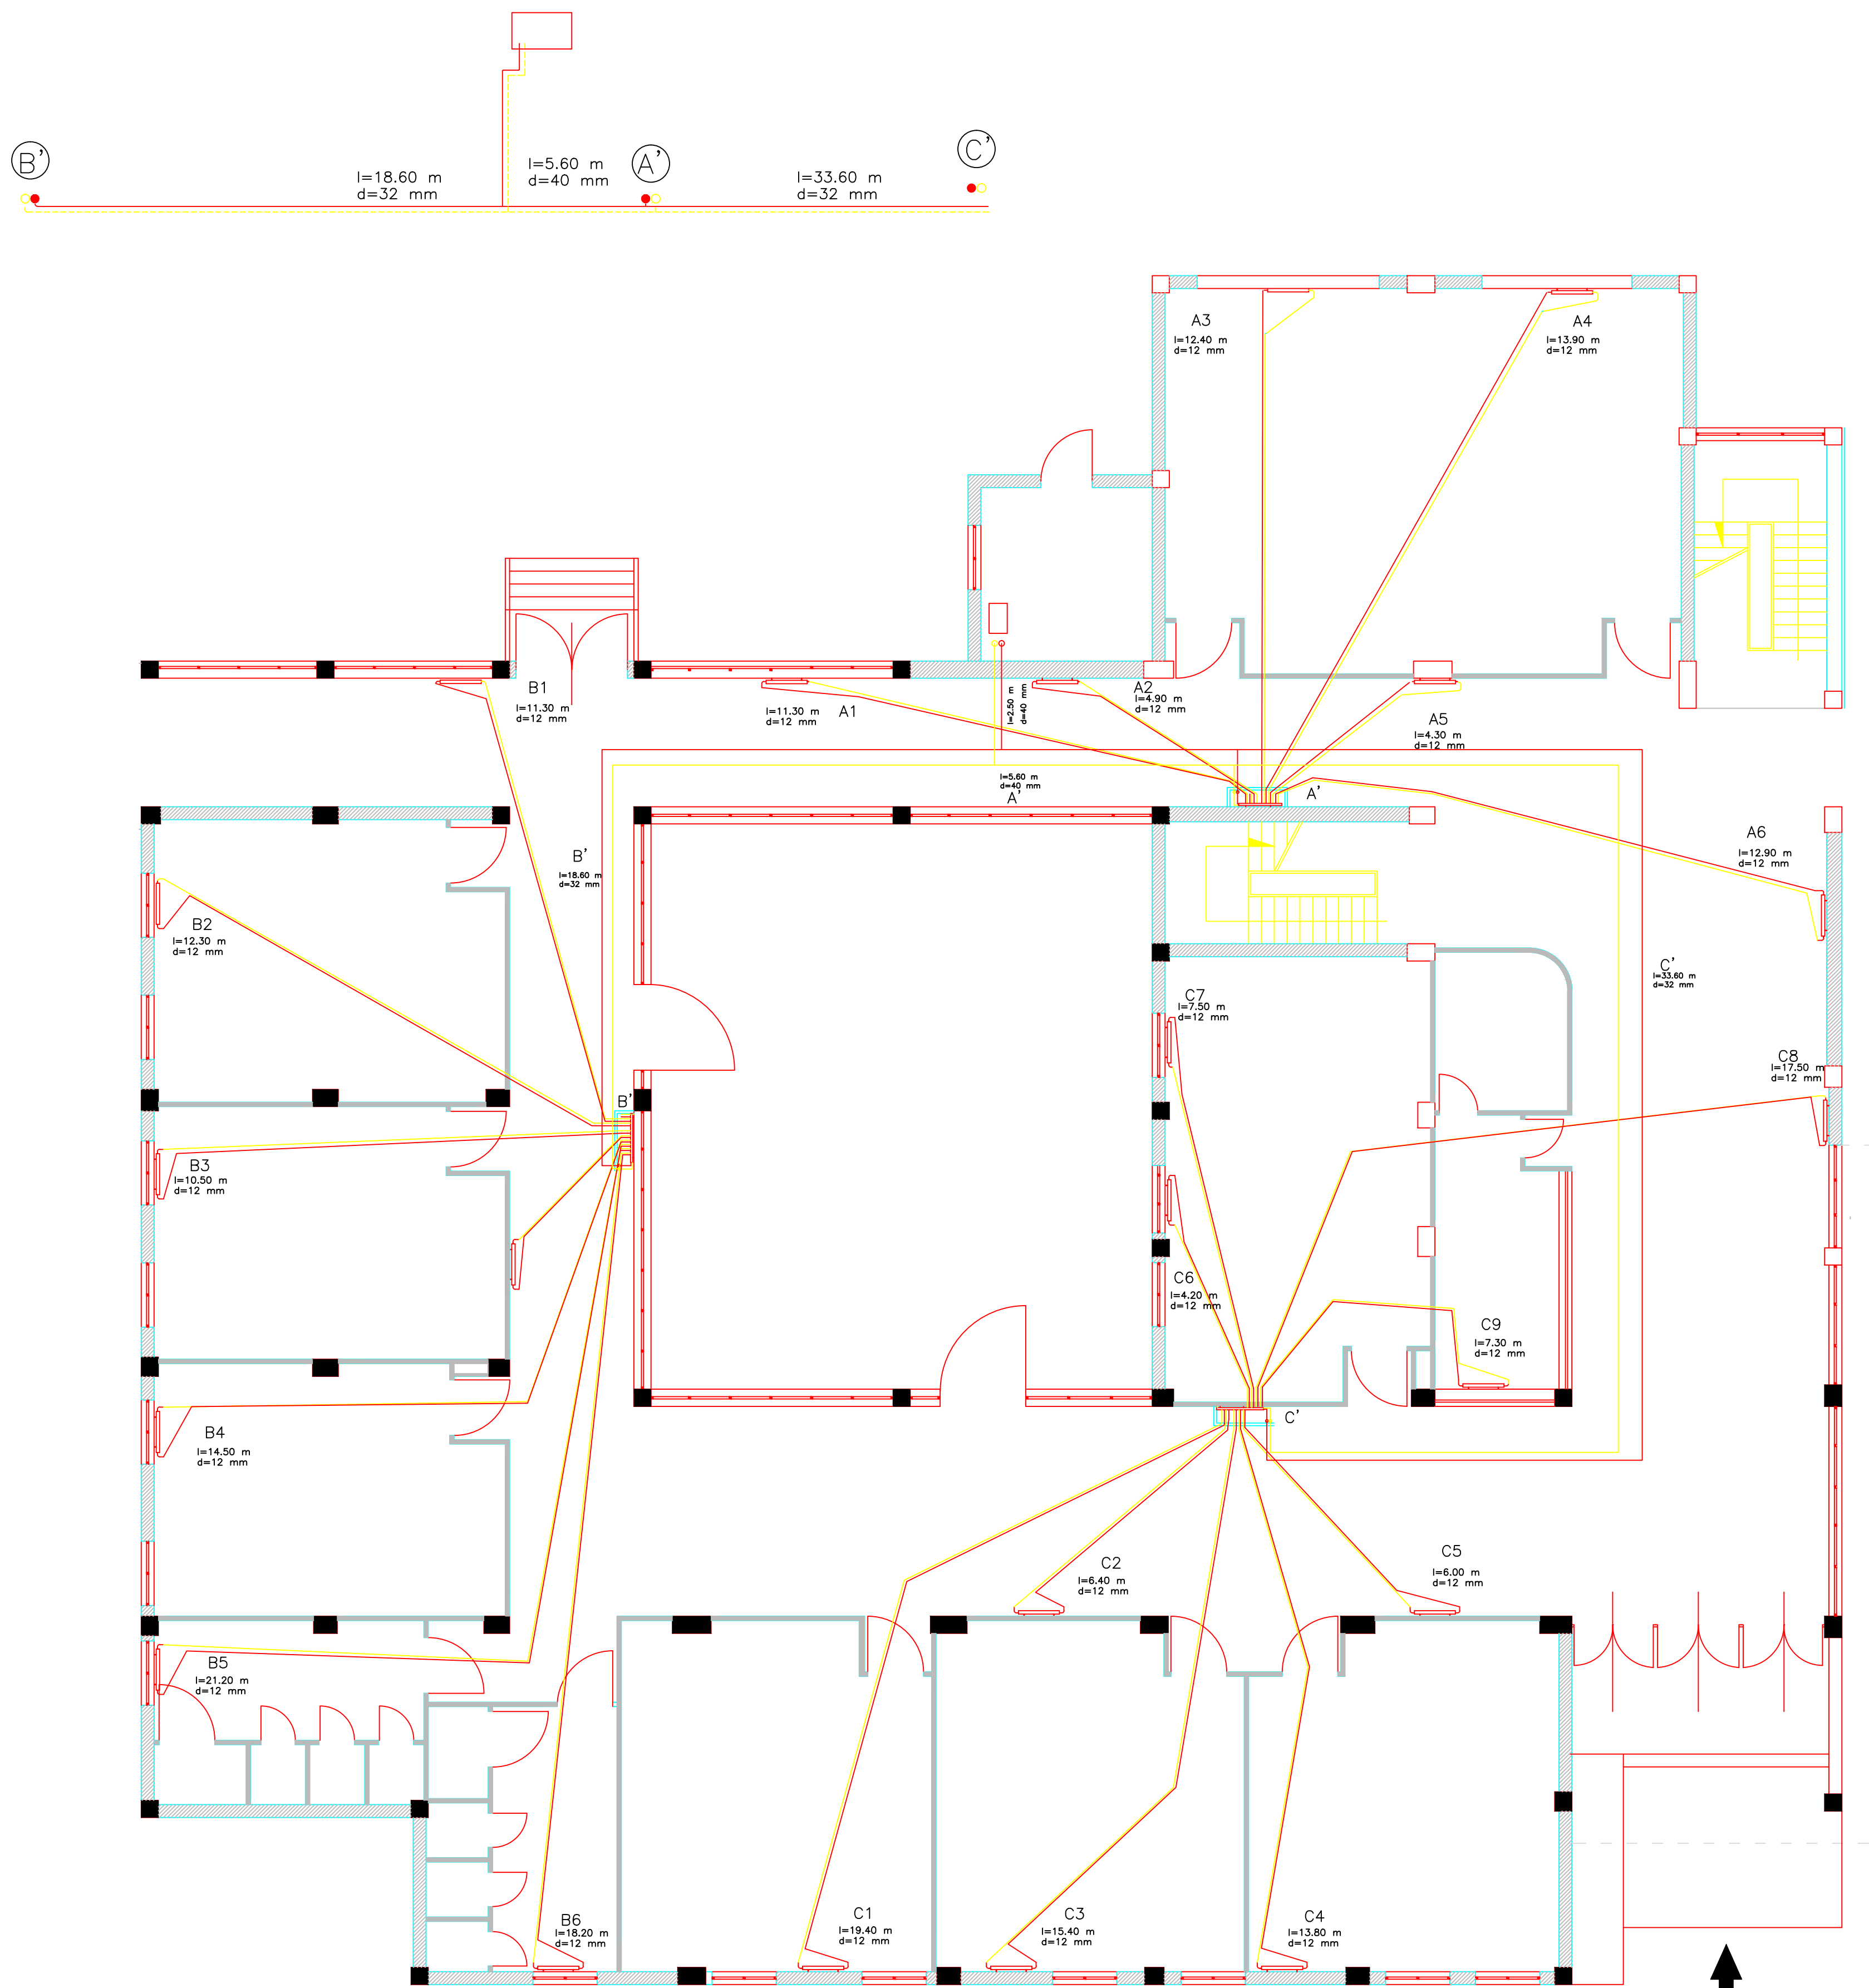 B'
l=18.60 m
d=32 mm
l=5.60 m
d=40 mm
A'
l=33.60 m
d=32 mm
C'
A3
l=12.40 m
d=12 mm
A4
l=13.90 m
d=12 mm
B1
l=11.30 m
d=12 mm
l=11.30 m
d=12 mm
A1
l=2.50 m
d=40 mm
A2
l=4.90 m
d=12 mm
A5
l=4.30 m
d=12 mm
l=5.60 m
d=40 mm
A'
A'
A6
l=12.90 m
d=12 mm
B'
l=18.60 m
d=32 mm
B2
l=12.30 m
d=12 mm
C'
l=33.60 m
d=32 mm
C7
l=7.50 m
d=12 mm
C8
l=17.50 m
d=12 mm
B'
B3
l=10.50 m
d=12 mm
C6
l=4.20 m
d=12 mm
C9
l=7.30 m
d=12 mm
C'
B4
l=14.50 m
d=12 mm
C2
l=6.40 m
d=12 mm
C5
l=6.00 m
d=12 mm
B5
l=21.20 m
d=12 mm
B6
l=18.20 m
d=12 mm
C1
l=19.40 m
d=12 mm
C3
l=15.40 m
d=12 mm
C4
l=13.80 m
d=12 mm